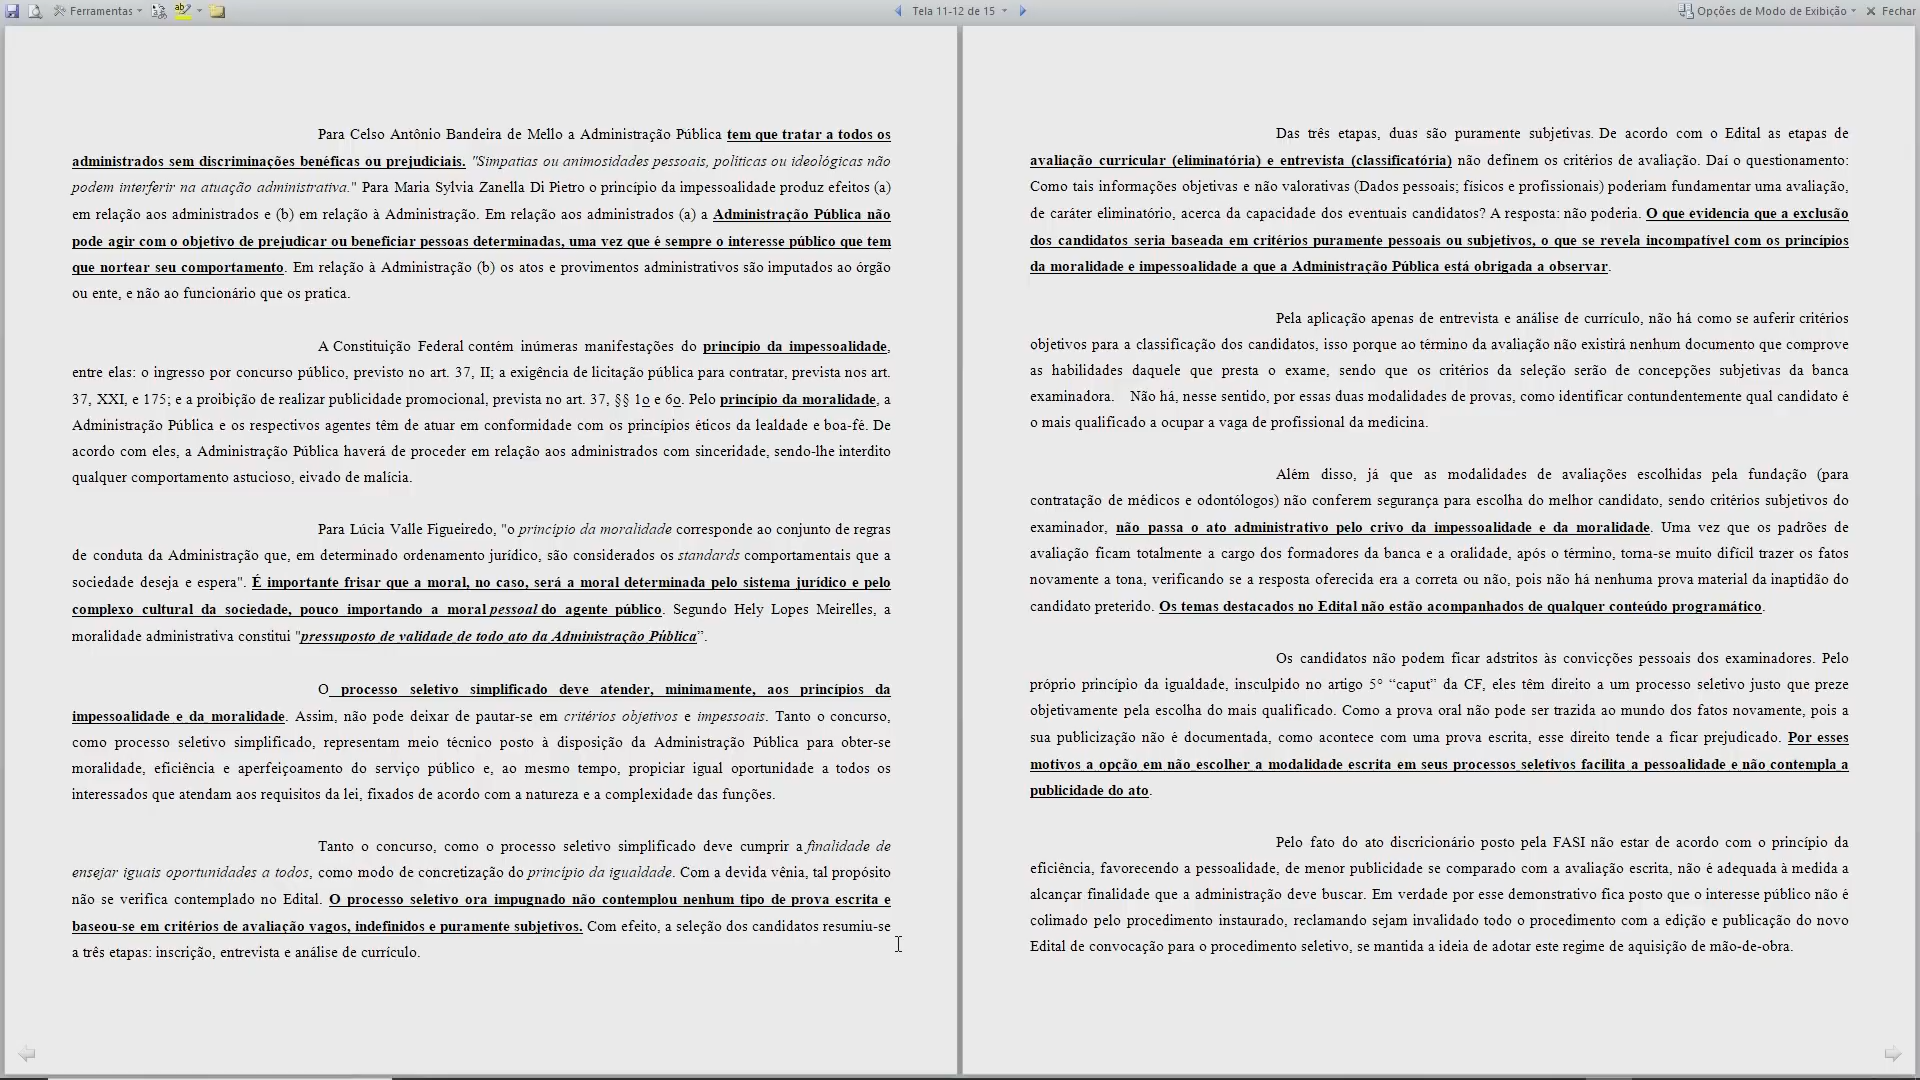 Ferramentas
Tela 11-12 de 15
Opções de Modo de Exibição
Fechar
Para Celso Antônio Bandeira de Mello a Administração Pública tem que tratar a todos os
administrados sem discriminações benéficas ou prejudiciais. "Simpatias ou animosidades pessoais, políticas ou ideológicas não
podem interferir na atuação administrativa." Para Maria Sylvia Zanella Di Pietro o princípio da impessoalidade produz efeitos (a)
em relação aos administrados e (b) em relação à Administração. Em relação aos administrados (a) a Administração Pública não
pode agir com o objetivo de prejudicar ou beneficiar pessoas determinadas, uma vez que é sempre o interesse público que tem
que nortear seu comportamento. Em relação à Administração (b) os atos e provimentos administrativos são imputados ao órgão
ou ente, e não ao funcionário que os pratica.
A Constituição Federal contém inúmeras manifestações do princípio da impessoalidade,
entre elas: o ingresso por concurso público, previsto no art. 37, II; a exigência de licitação pública para contratar, prevista nos art.
37, XXI, e 175; e a proibição de realizar publicidade promocional, prevista no art. 37, §§ 1o e 6o. Pelo princípio da moralidade, a
Administração Pública e os respectivos agentes têm de atuar em conformidade com os princípios éticos da lealdade e boa-fé. De
acordo com eles, a Administração Pública haverá de proceder em relação aos administrados com sinceridade, sendo-lhe interdito
qualquer comportamento astucioso, eivado de malícia.
Para Lúcia Valle Figueiredo, "o princípio da moralidade corresponde ao conjunto de regras
de conduta da Administração que, em determinado ordenamento jurídico, são considerados os standards comportamentais que a
sociedade deseja e espera". É importante frisar que a moral, no caso, será a moral determinada pelo sistema jurídico e pelo
complexo cultural da sociedade, pouco importando a moral pessoal do agente público. Segundo Hely Lopes Meirelles, a
moralidade administrativa constitui "pressuposto de validade de todo ato da Administração Pública”.
O processo seletivo simplificado deve atender, minimamente, aos princípios da
impessoalidade e da moralidade. Assim, não pode deixar de pautar-se em critérios objetivos e impessoais. Tanto o concurso,
como processo seletivo simplificado, representam meio técnico posto à disposição da Administração Pública para obter-se
moralidade, eficiência e aperfeiçoamento do serviço público e, ao mesmo tempo, propiciar igual oportunidade a todos os
interessados que atendam aos requisitos da lei, fixados de acordo com a natureza e a complexidade das funções.
Tanto o concurso, como o processo seletivo simplificado deve cumprir a finalidade de
ensejar iguais oportunidades a todos, como modo de concretização do princípio da igualdade. Com a devida vênia, tal propósito
não se verifica contemplado no Edital. O processo seletivo ora impugnado não contemplou nenhum tipo de prova escrita e
baseou-se em critérios de avaliação vagos, indefinidos e puramente subjetivos. Com efeito, a seleção dos candidatos resumiu-se
a três etapas: inscrição, entrevista e análise de currículo.
Das três etapas, duas são puramente subjetivas. De acordo com o Edital as etapas de
avaliação curricular (eliminatória) e entrevista (classificatória) não definem os critérios de avaliação. Daí o questionamento:
Como tais informações objetivas e não valorativas (Dados pessoais; físicos e profissionais) poderiam fundamentar uma avaliação,
de caráter eliminatório, acerca da capacidade dos eventuais candidatos? A resposta: não poderia. O que evidencia que a exclusão
dos candidatos seria baseada em critérios puramente pessoais ou subjetivos, o que se revela incompatível com os princípios
da moralidade e impessoalidade a que a Administração Pública está obrigada a observar.
Pela aplicação apenas de entrevista e análise de currículo, não há como se auferir critérios
objetivos para a classificação dos candidatos, isso porque ao término da avaliação não existirá nenhum documento que comprove
as habilidades daquele que presta o exame, sendo que os critérios da seleção serão de concepções subjetivas da banca
examinadora. Não há, nesse sentido, por essas duas modalidades de provas, como identificar contundentemente qual candidato é
o mais qualificado a ocupar a vaga de profissional da medicina.
Além disso, já que as modalidades de avaliações escolhidas pela fundação (para
contratação de médicos e odontólogos) não conferem segurança para escolha do melhor candidato, sendo critérios subjetivos do
examinador, não passa o ato administrativo pelo crivo da impessoalidade e da moralidade. Uma vez que os padrões de
avaliação ficam totalmente a cargo dos formadores da banca e a oralidade, após o término, torna-se muito difícil trazer os fatos
novamente a tona, verificando se a resposta oferecida era a correta ou não, pois não há nenhuma prova material da inaptidão do
candidato preterido. Os temas destacados no Edital não estão acompanhados de qualquer conteúdo programático.
Os candidatos não podem ficar adstritos às convicções pessoais dos examinadores. Pelo
próprio princípio da igualdade, insculpido no artigo 5° “caput” da CF, eles têm direito a um processo seletivo justo que preze
objetivamente pela escolha do mais qualificado. Como a prova oral não pode ser trazida ao mundo dos fatos novamente, pois a
sua publicização não é documentada, como acontece com uma prova escrita, esse direito tende a ficar prejudicado. Por esses
motivos a opção em não escolher a modalidade escrita em seus processos seletivos facilita a pessoalidade e não contempla a
publicidade do ato.
Pelo fato do ato discricionário posto pela FASI não estar de acordo com o princípio da
eficiência, favorecendo a pessoalidade, de menor publicidade se comparado com a avaliação escrita, não é adequada à medida a
alcançar finalidade que a administração deve buscar. Em verdade por esse demonstrativo fica posto que o interesse público não é
colimado pelo procedimento instaurado, reclamando sejam invalidado todo o procedimento com a edição e publicação do novo
Edital de convocação para o procedimento seletivo, se mantida a ideia de adotar este regime de aquisição de mão-de-obra.